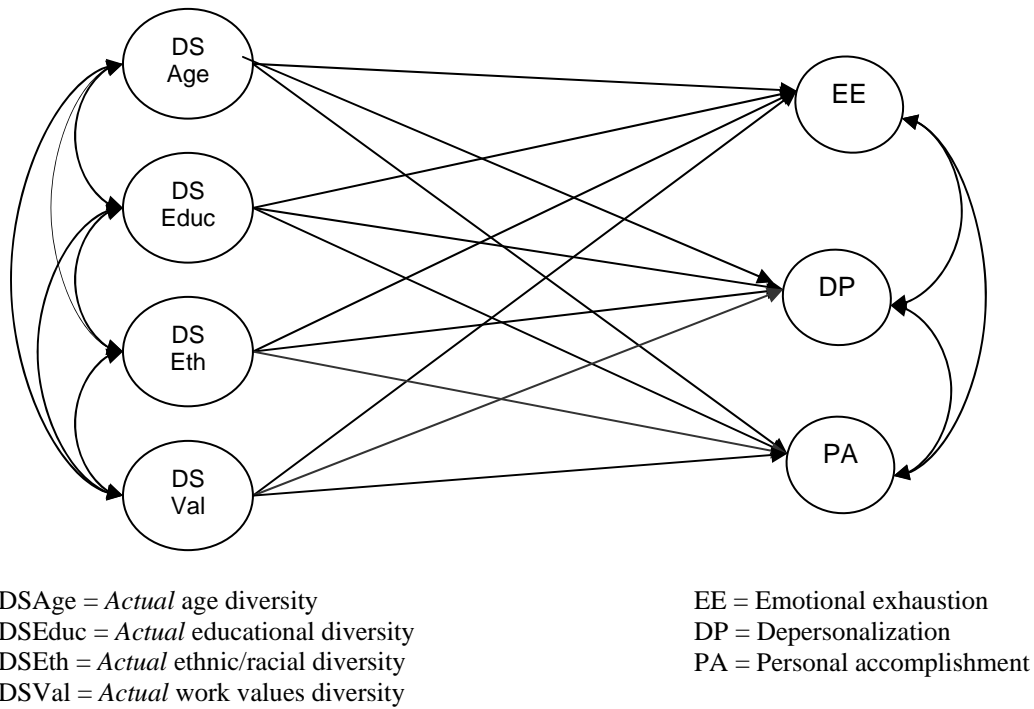 DS
Age
DS
Educ
DS
Eth
DS
Val
EE
DP
PA
DSAge = Actual age diversity
DSEduc = Actual educational diversity
DSEth = Actual ethnic/racial diversity
DSVal = Actual work values diversity
EE = Emotional exhaustion
DP = Depersonalization
PA = Personal accomplishment